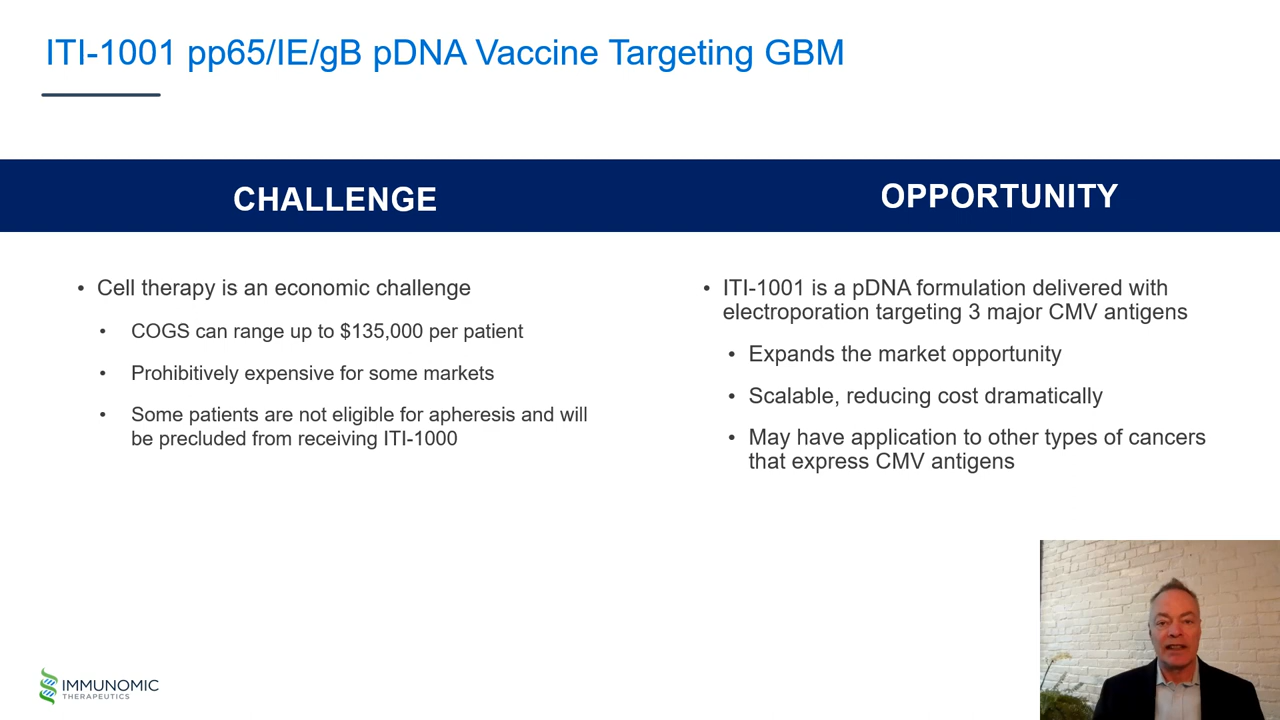 ITI-1001 pp65/IE/gB pDNA Vaccine Targeting GBM
CHALLENGE
• Cell therapy is an economic challenge
• COGS can range up to $135,000 per patient
• Prohibitively expensive for some markets
• Some patients are not eligible for apheresis and will
be precluded from receiving ITI-1000
OPPORTUNITY
• ITI-1001 is a pDNA formulation delivered with
electroporation targeting 3 major CMV antigens
• Expands the market opportunity
• Scalable, reducing cost dramatically
• May have application to other types of cancers
that express CMV antigens
IMMUNOMIC
THERAPEUTICS